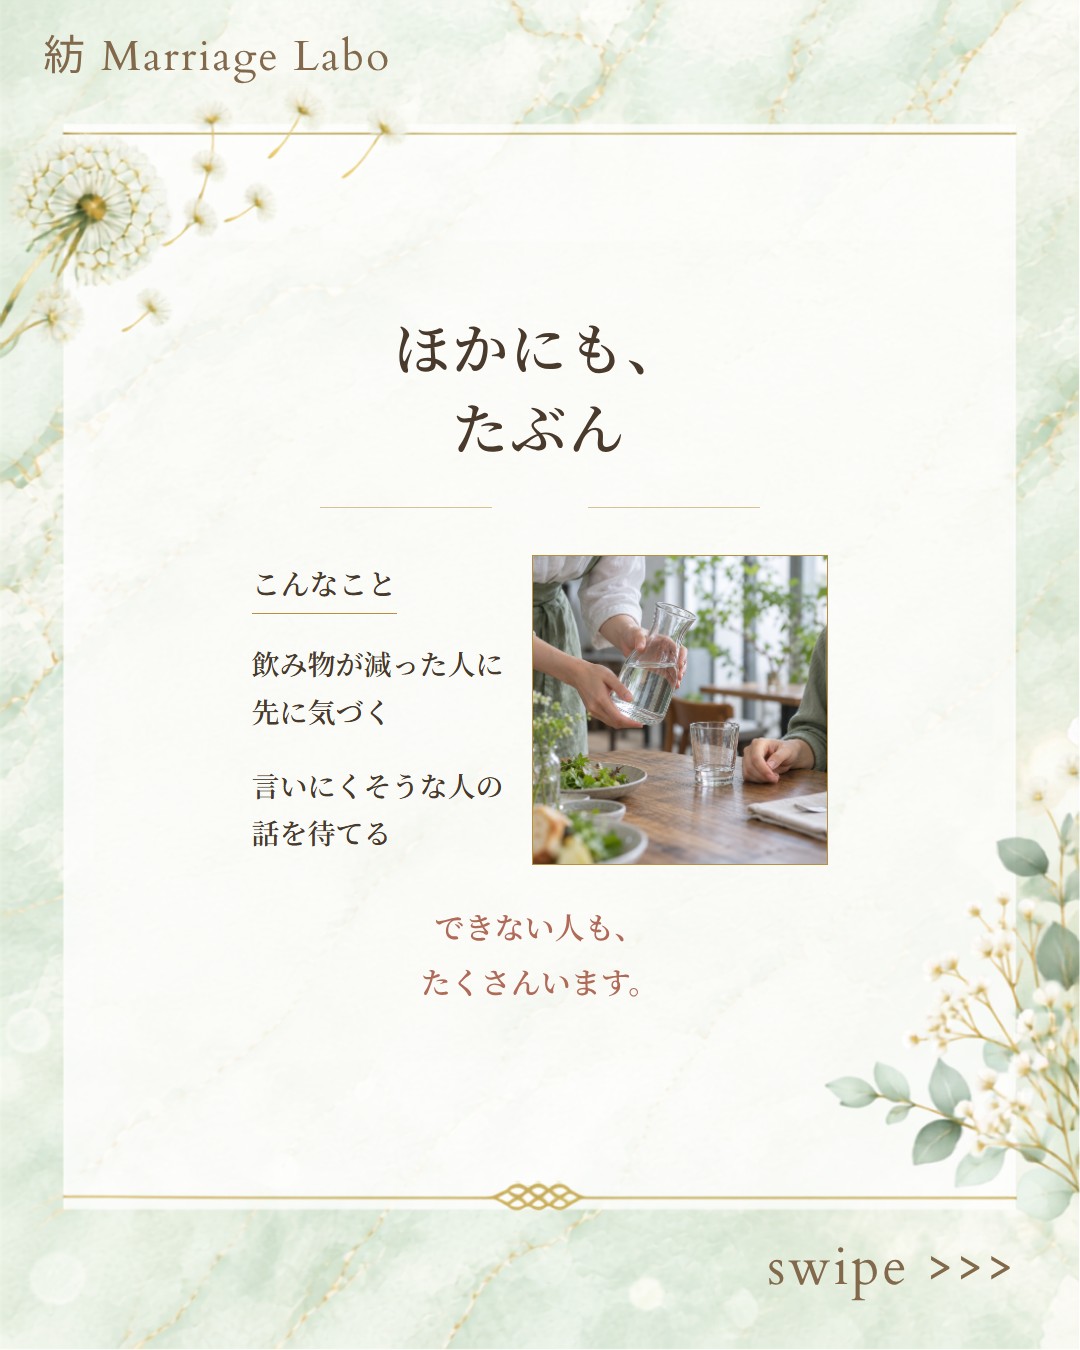 紡 Marriage Labo
ほかにも、
たぶん
こんなこと
飲み物が減った人に
先に気づく
言いにくそうな人の
話を待てる
できない人も、
たくさんいます。
swipe >>>